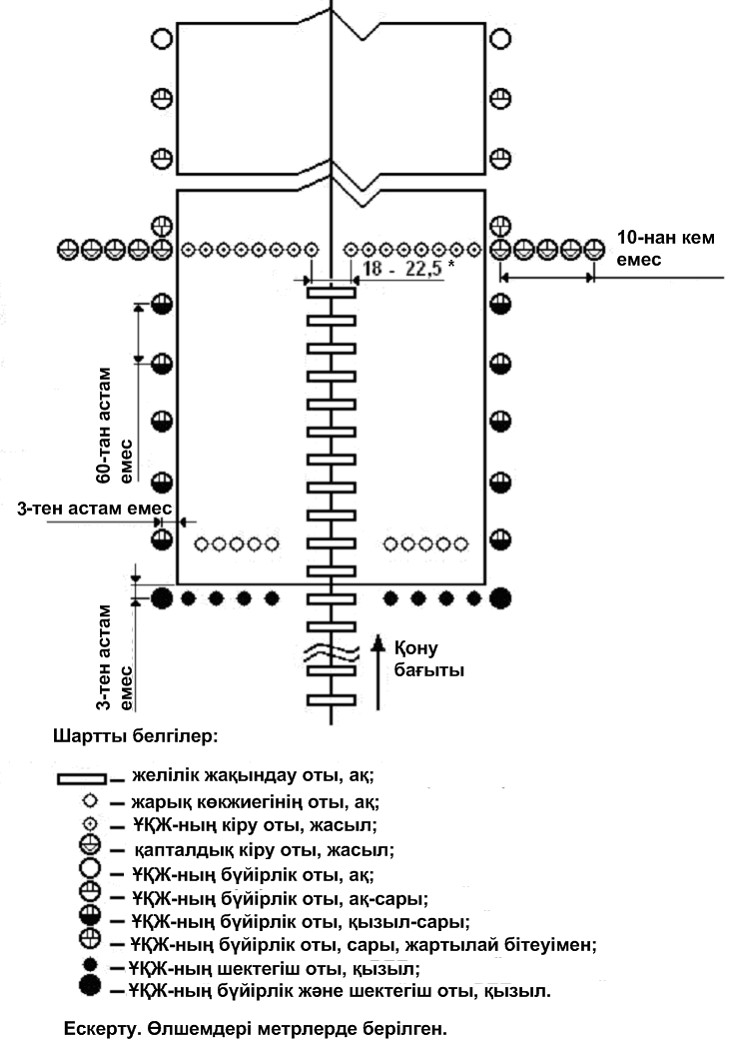 10-нан кем
емес
18 - 22,5 *
60-тан астам
емес
3-тен астам емес
3-тен астам
емес
Қону
бағыты
Шартты белгілер:
– желілік жақындау оты, ақ;
– жарық көкжиегінің оты, ақ;
– ҰҚЖ-ның кіру оты, жасыл;
– қапталдық кіру оты, жасыл;
– ҰҚЖ-ның бүйірлік оты, ақ;
– ҰҚЖ-ның бүйірлік оты, ақ-сары;
– ҰҚЖ-ның бүйірлік оты, қызыл-сары;
– ҰҚЖ-ның бүйірлік оты, сары, жартылай бітеуімен;
– ҰҚЖ-ның шектегіш оты, қызыл;
– ҰҚЖ-ның бүйірлік және шектегіш оты, қызыл.
Ескерту. Өлшемдері метрлерде берілген.